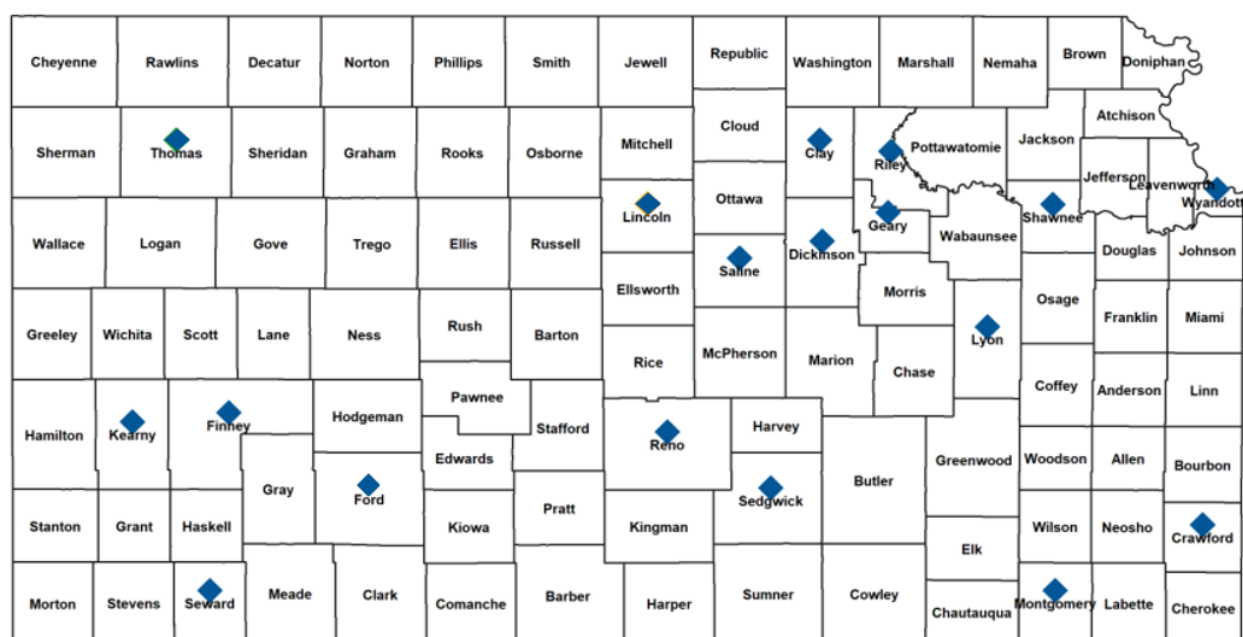 Cheyenne Rawlins Decatur Norton Phillips Smith Jewell Republic Washington Marshall Nemaha Brown Doniphan
Sherman Thomas Sheridan Graham Rooks Osborne Mitchell Cloud Clay Riley Pottawatomie Jackson Atchison
Jefferson Leavenworth Wyandott
Lincoln Ottawa Geary Shawnee
Wallace Logan Gove Trego Ellis Russell Ellsworth Saline Dickinson Wabaunsee Douglas Johnson
Morris Osage
Greeley Wichita Scott Lane Ness Rush Barton Rice McPherson Marion Chase Lyon Franklin Miami
Pawnee Coffey Anderson Linn
Hamilton Kearny Finney Hodgeman Stafford Reno Harvey
Edwards Greenwood Woodson Allen Bourbon
Gray Ford Sedgwick Butler
Stanton Grant Haskell Kiowa Pratt Kingman Wilson Neosho Crawford
Elk
Morton Stevens Seward Meade Clark Comanche Barber Harper Sumner Cowley Chautauqua Montgomery Labette Cherokee